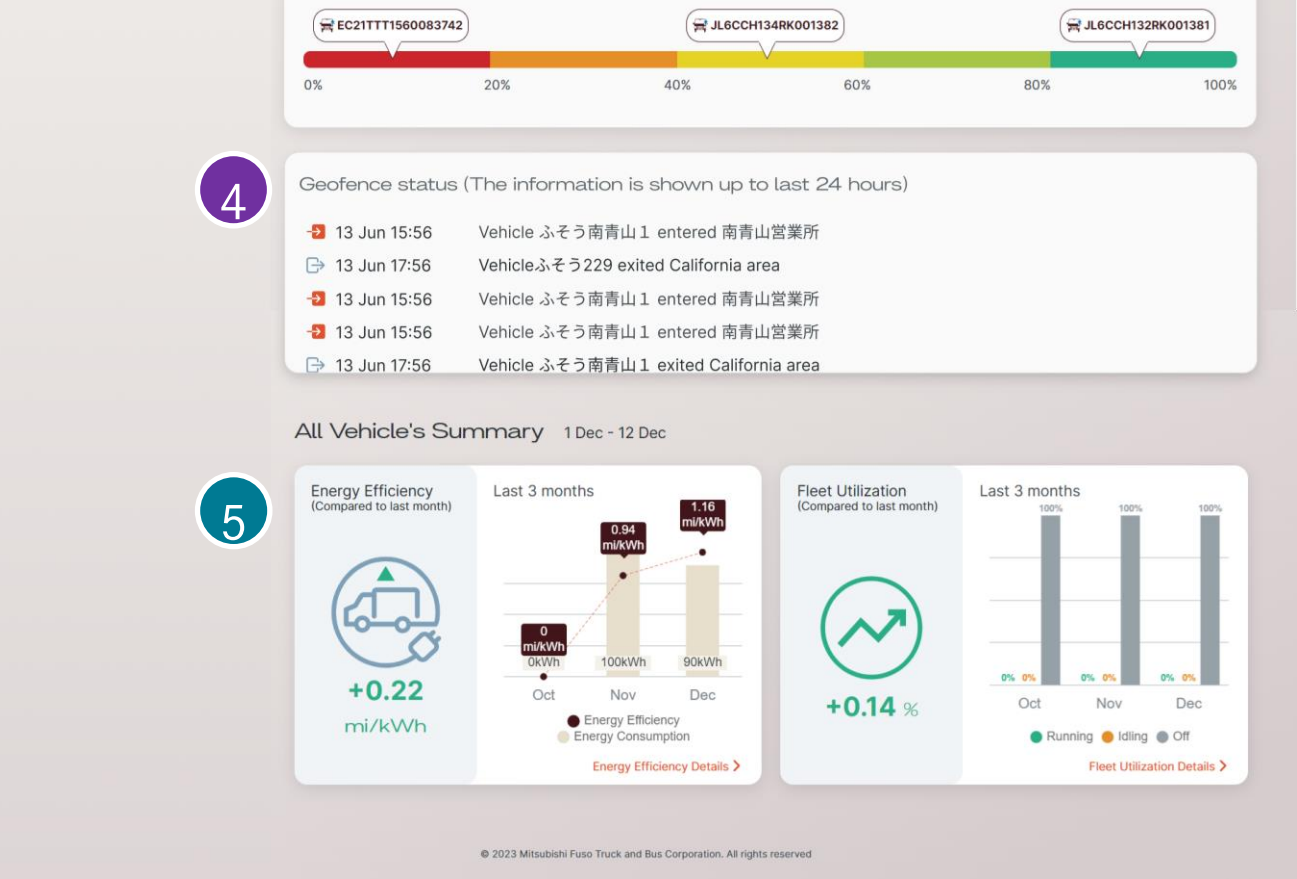 EC21TTT1560083742 JL6CCH134RK001382 JL6CCH132RK001381
0% 20% 40% 60% 80% 100%
4
Geofence status (The information is shown up to last 24 hours)
13 Jun 15:56 Vehicle ふそう南青山１ entered 南青山営業所
13 Jun 17:56 Vehicleふそう229 exited California area
13 Jun 15:56 Vehicle ふそう南青山１ entered 南青山営業所
13 Jun 15:56 Vehicle ふそう南青山１ entered 南青山営業所
13 Jun 17:56 Vehicle ふそう南青山１ exited California area
All Vehicle's Summary 1 Dec - 12 Dec
5
Energy Efficiency
(Compared to last month)
+0.22
mi/kWh
Last 3 months
1.16
mi/kWh
0.94
mi/kWh
0
mi/kWh
0kWh 100kWh 90kWh
Oct Nov Dec
Energy Efficiency
Energy Consumption
Energy Efficiency Details
Fleet Utilization
(Compared to last month)
+0.14 %
Last 3 months
100% 100% 100%
0% 0% 0% 0% 0% 0%
Oct Nov Dec
Running Idling Off
Fleet Utilization Details
© 2023 Mitsubishi Fuso Truck and Bus Corporation. All rights reserved